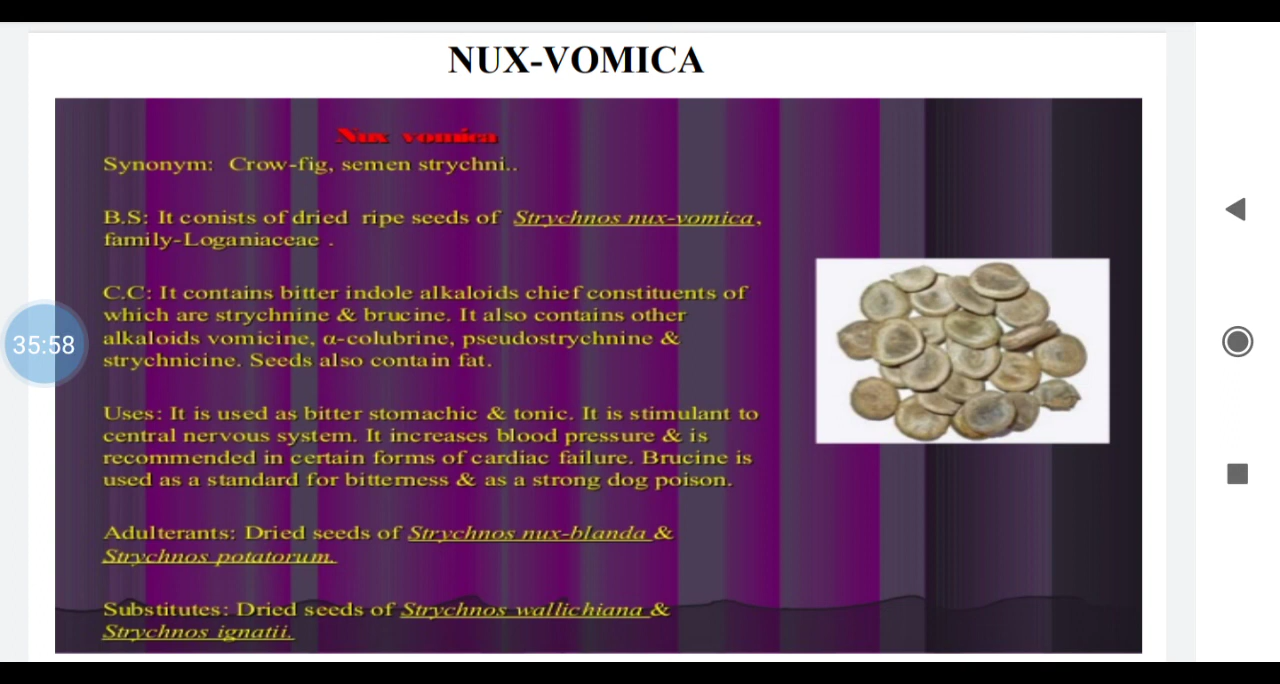 NUX-VOMICA
Nux vomica
Synonym: Crow-fig, semen strychni..
B.S: It conists of dried ripe seeds of Strychnos nux-vomica,
family-Loganiaceae .
C.C: It contains bitter indole alkaloids chief constituents of
which are strychnine & brucine. It also contains other
alkaloids vomicine, α-colubrine, pseudostrychnine &
strychnicine. Seeds also contain fat.
Uses: It is used as bitter stomachic & tonic. It is stimulant to
central nervous system. It increases blood pressure & is
recommended in certain forms of cardiac failure. Brucine is
used as a standard for bitterness & as a strong dog poison.
Adulterants: Dried seeds of Strychnos nux-blanda &
Strychnos potatorum.
Substitutes: Dried seeds of Strychnos wallichiana &
Strychnos ignatii.
35:58